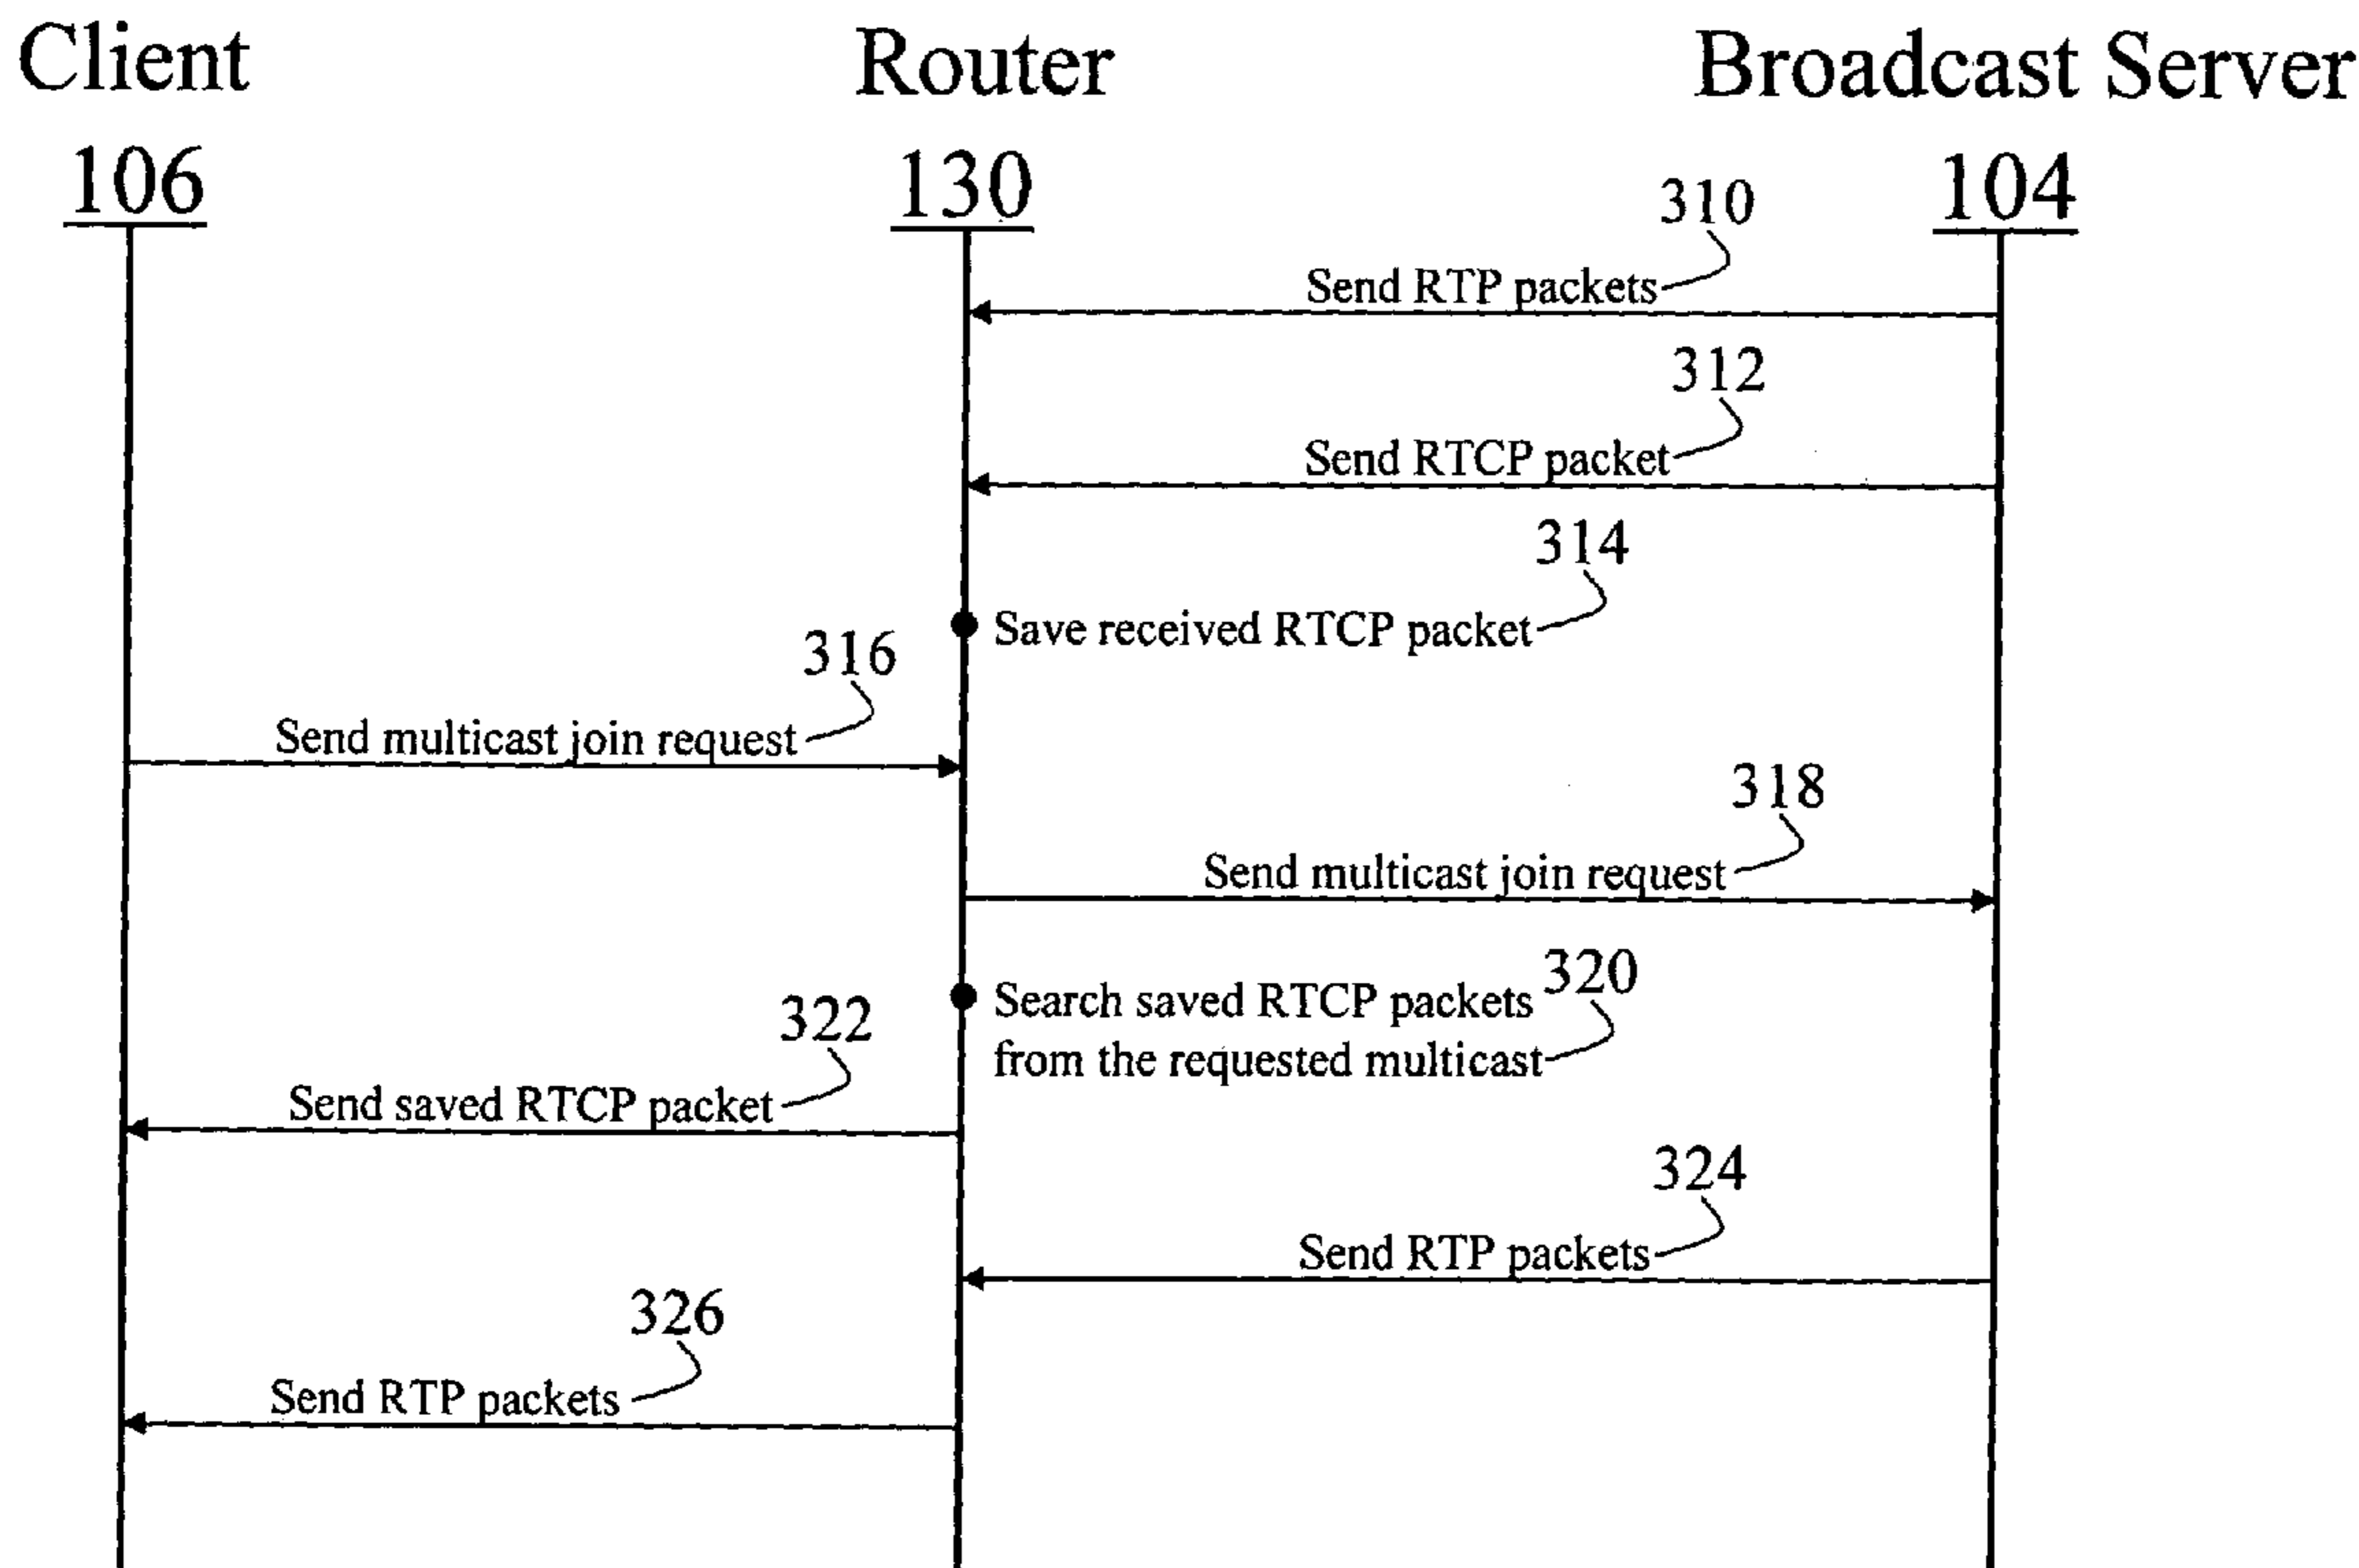 Client
Router
Broadcast Server
106
130
104
310
Send RTP packets
312
Send RTCP packet
314
Save received RTCP packet
316
Send multicast join request
318
Send multicast join request
320
Search saved RTCP packets
from the requested multicast
322
Send saved RTCP packet
324
Send RTP packets
326
Send RTP packets